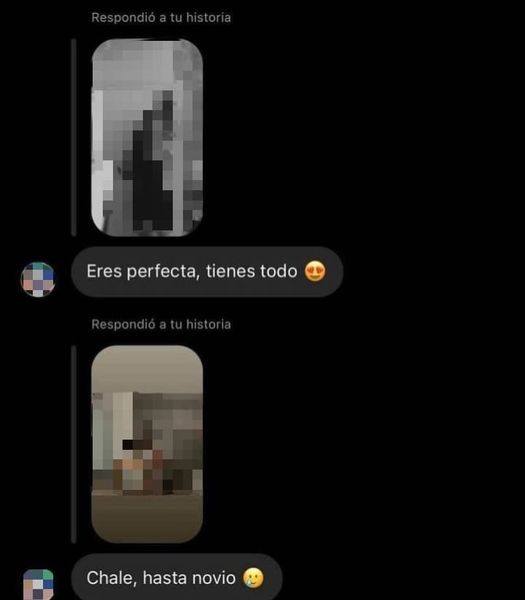 Respondió a tu historia
Eres perfecta, tienes todo 😍
Respondió a tu historia
Chale, hasta novio 🥲